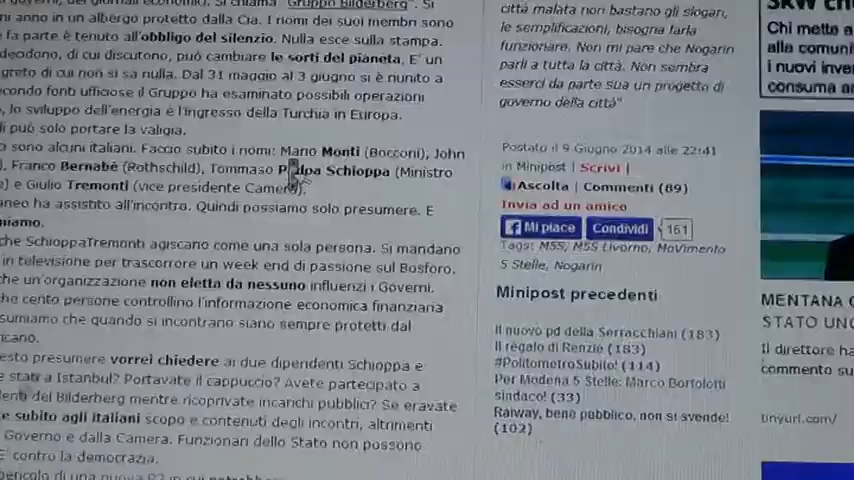 governi, dei giornali economici. Si chiama "Gruppo Bilderberg". Si
ni anno in un albergo protetto dalla Cia. I nomi dei suoi membri sono
fa parte è tenuto all'obbligo del silenzio. Nulla esce sulla stampa.
decidono, di cui discutono, può cambiare le sorti del pianeta. E' un
greto di cui non si sa nulla. Dal 31 maggio al 3 giugno si è riunito a
econdo fonti ufficiose il Gruppo ha esaminato possibili operazioni
, lo sviluppo dell'energia e l'ingresso della Turchia in Europa.
di può solo portare la valigia.
o sono alcuni italiani. Faccio subito i nomi: Mario Monti (Bocconi), John
), Franco Bernabè (Rothschild), Tommaso Padoa Schioppa (Ministro
e) e Giulio Tremonti (vice presidente Camera).
aneo ha assistito all'incontro. Quindi possiamo solo presumere. E
miamo.
che SchioppaTremonti agiscano come una sola persona. Si mandano
in televisione per trascorrere un week end di passione sul Bosforo.
che un'organizzazione non eletta da nessuno influenzi i Governi.
he cento persone controllino l'informazione economica finanziaria
sumiamo che quando si incontrano siano sempre protetti dal
icano.
esto presumere vorrei chiedere ai due dipendenti Schioppa e
e stati a Istanbul? Portavate il cappuccio? Avete partecipato a
denti del Bilderberg mentre ricoprivate incarichi pubblici? Se eravate
e subito agli italiani scopo e contenuti degli incontri, altrimenti
Governo e dalla Camera. Funzionari dello Stato non possono
E' contro la democrazia.
pericolo di una nuova P2 in cui potrebbero
città malata non bastano gli slogan,
le semplificazioni, bisogna farla
funzionare. Non mi pare che Nogarin
parli a tutta la città. Non sembra
esserci da parte sua un progetto di
governo della città"
Postato il 9 Giugno 2014 alle 22:41
in Minipost | Scrivi |
Ascolta | Commenti (89)
Invia ad un amico
Mi piace Condividi 161
Tags: M5S, M5S Livorno, MoVimento
5 Stelle, Nogarin
Minipost precedenti
Il nuovo pd della Serracchiani (183)
Il regalo di Renzie (183)
#PolitometroSubito! (114)
Per Modena 5 Stelle: Marco Bortolotti
sindaco! (33)
Raiway, bene pubblico, non si svende!
(102)
Chi mette a
alla comuni
i nuovi inve
consuma a
MENTANA
STATO UN
Il direttore ha
commento su
tinyurl.com/